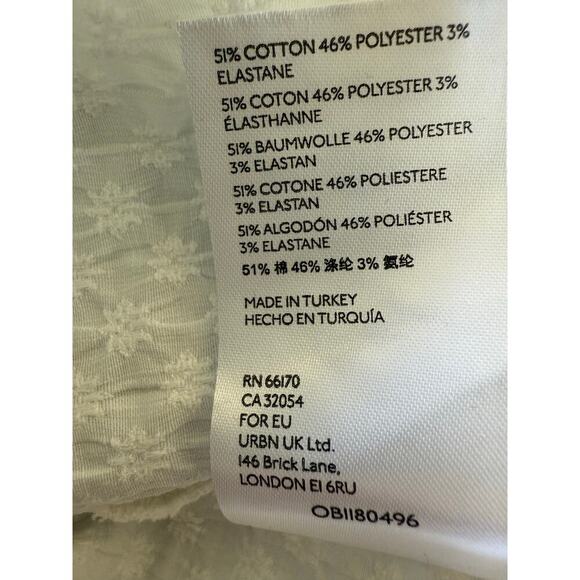 51% COTTON 46% POLYESTER 3%
ELASTANE
51% COTON 46% POLYESTER 3%
ÉLASTHANNE
51% BAUMWOLLE 46% POLYESTER
3% ELASTAN
51% COTONE 46% POLIESTERE
3% ELASTAN
51% ALGODÓN 46% POLIÉSTER
3% ELASTANE
51% 棉 46% 涤纶 3% 氨纶
MADE IN TURKEY
HECHO EN TURQUÍA
RN 66170
CA 32054
FOR EU
URBN UK Ltd.
146 Brick Lane,
LONDON E1 6RU
OB1180496